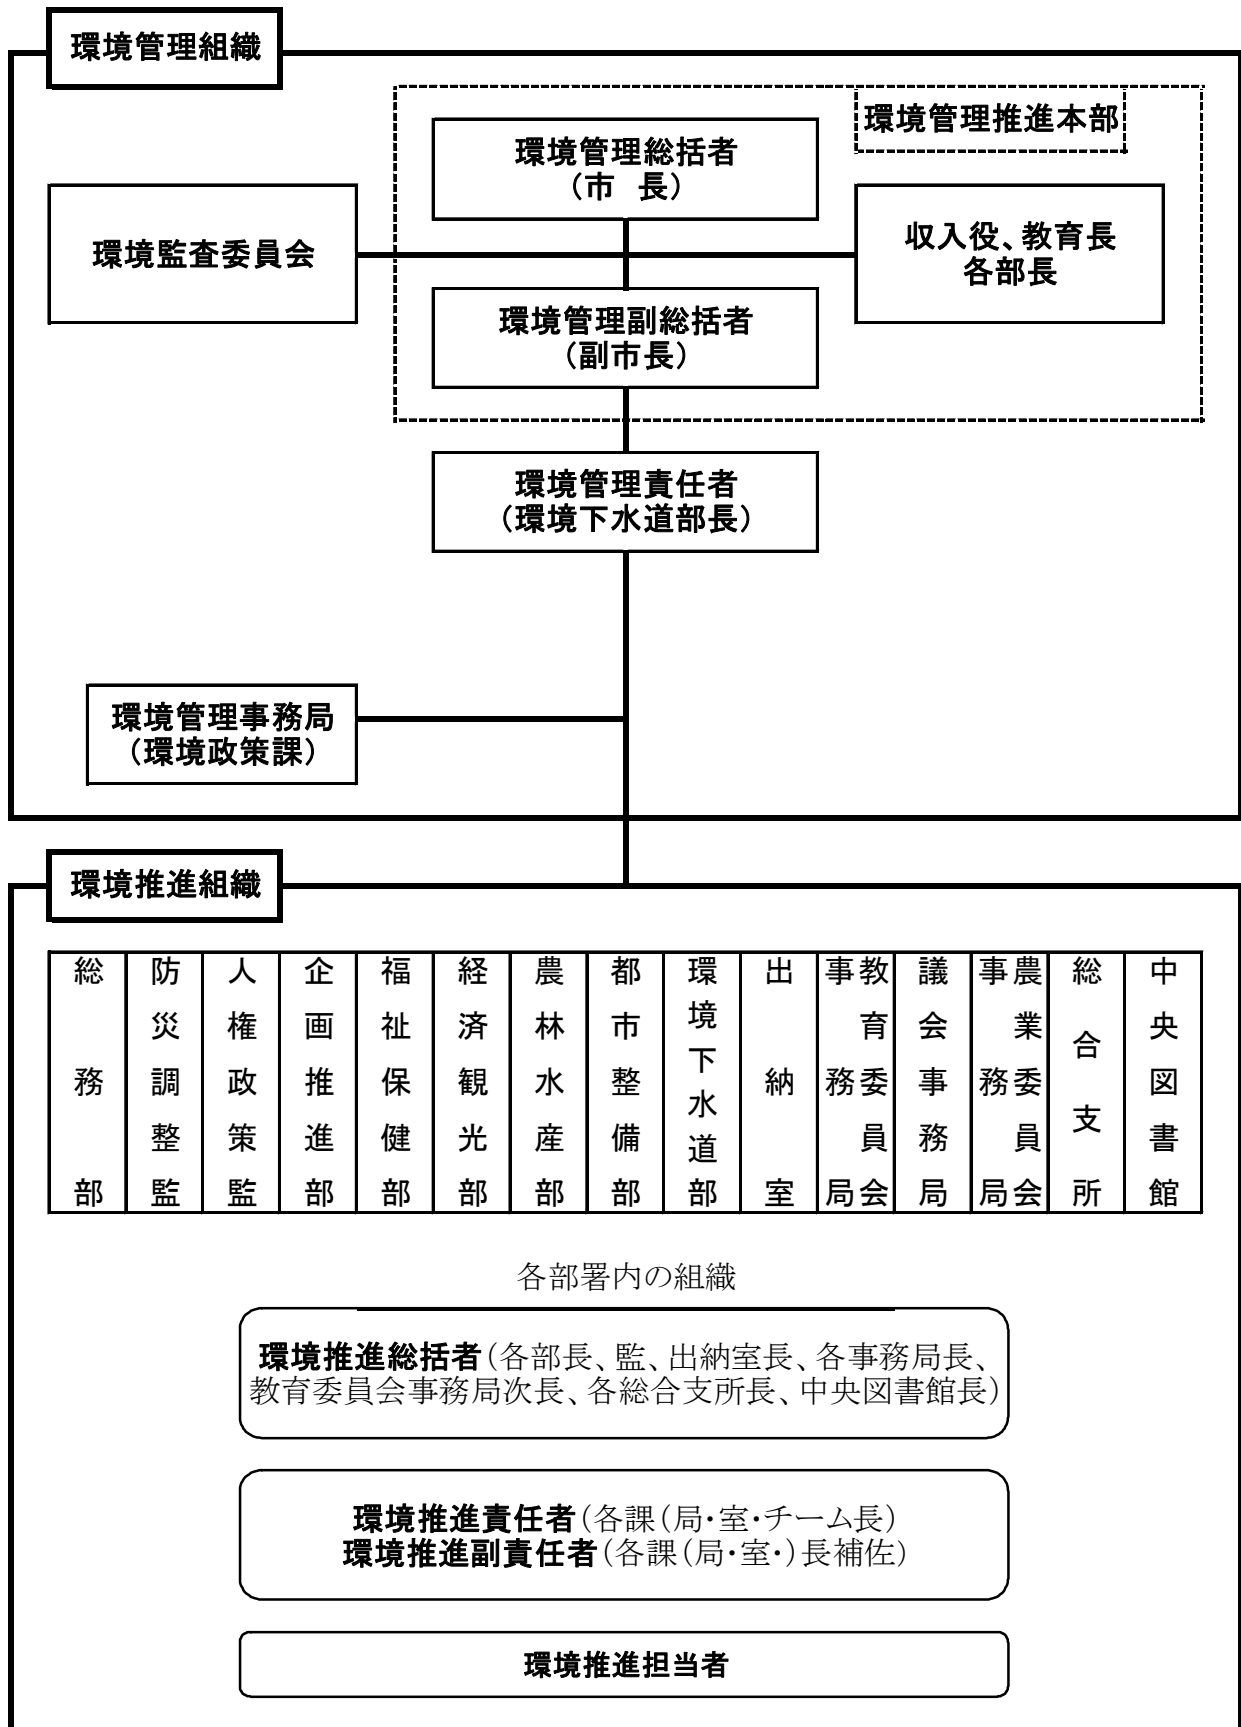 環境管理組織
環境管理推進本部
環境管理総括者
(市 長)
環境監査委員会
収入役、教育長
各部長
環境管理副総括者
(副市長)
環境管理責任者
(環境下水道部長)
環境管理事務局
(環境政策課)
環境推進組織
総務部
防災調整監
人権政策監
企画推進部
福祉保健部
経済観光部
農林水産部
都市整備部
環境下水道部
出納室
教育委員会
事務局
議会事務局
農業委員会
事務局
総合支所
中央図書館
各部署内の組織
環境推進総括者(各部長、監、出納室長、各事務局長、
教育委員会事務局次長、各総合支所長、中央図書館長)
環境推進責任者(各課(局・室・チーム長)
環境推進副責任者(各課(局・室・)長補佐)
環境推進担当者